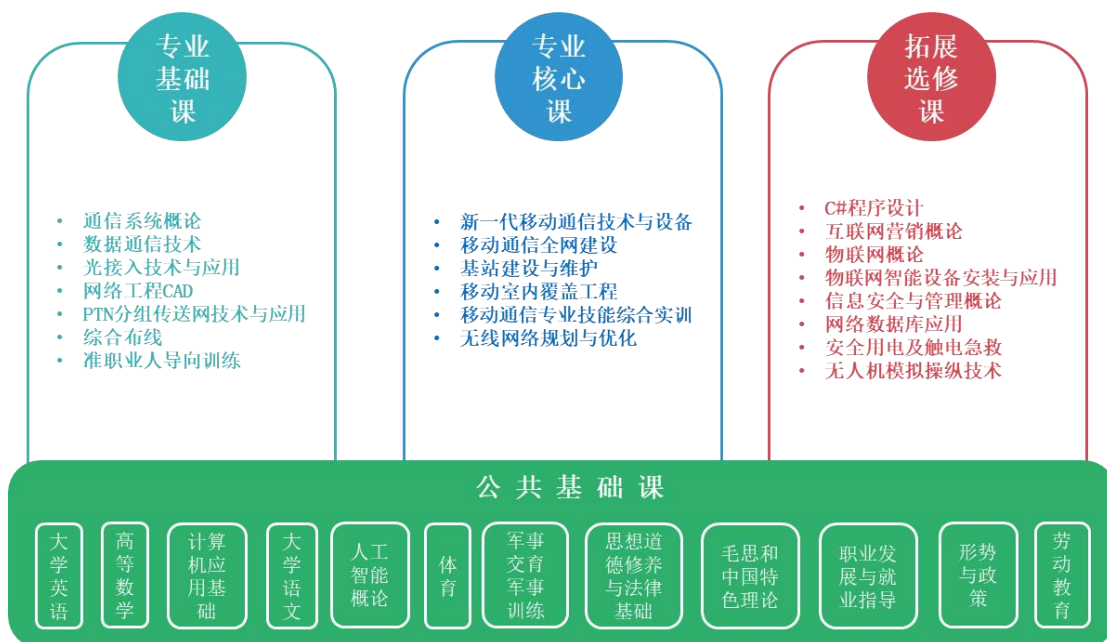 专业
基础
课
• 通信系统概论
• 数据通信技术
• 光接入技术与应用
• 网络工程CAD
• PTN分组传送网技术与应用
• 综合布线
• 准职业人导向训练
专业
核心
课
• 新一代移动通信技术与设备
• 移动通信全网建设
• 基站建设与维护
• 移动室内覆盖工程
• 移动通信专业技能综合实训
• 无线网络规划与优化
拓展
选修
课
• C#程序设计
• 互联网营销概论
• 物联网概论
• 物联网智能设备安装与应用
• 信息安全与管理概论
• 网络数据库应用
• 安全用电及触电急救
• 无人机模拟操纵技术
公共基础课
大
学
英
语
高
等
数
学
计算
机应
用基
础
大
学
语
文
人工
智能
概论
体
育
军事
交育
军事
训练
思想道
德修养
与法律
基础
毛思和
中国特
色理论
职业发
展与就
业指导
形势
与政
策
劳
动
教
育